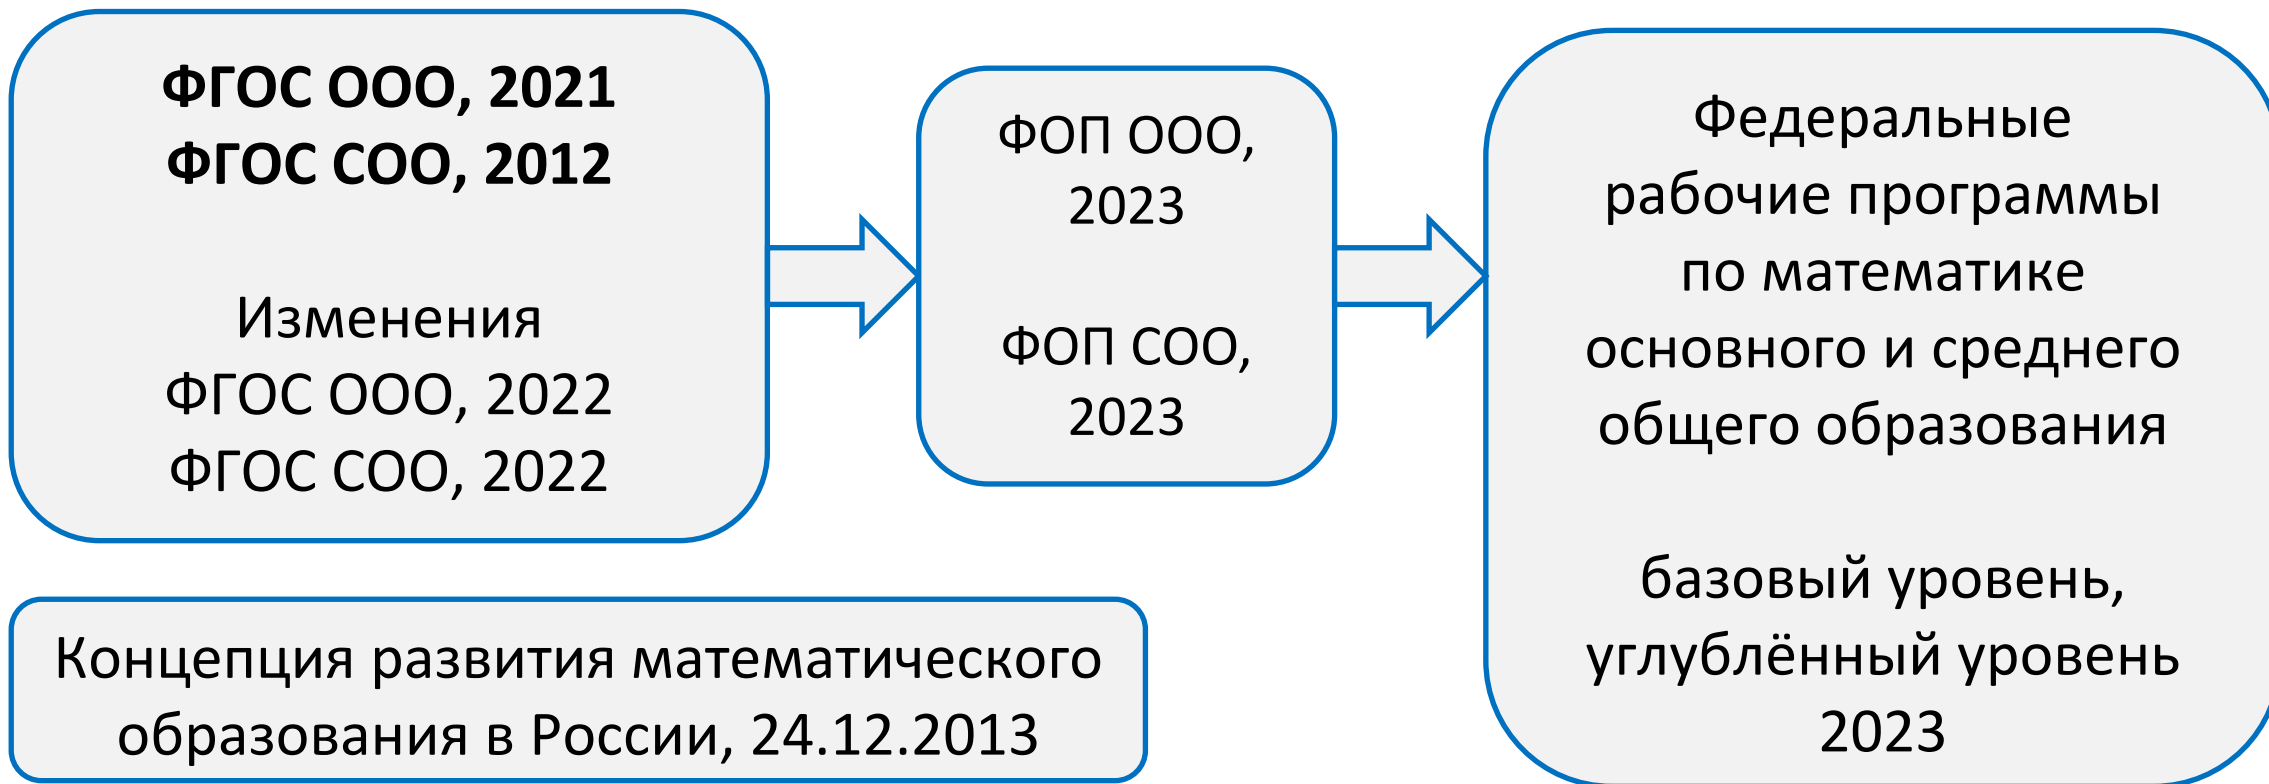 ФГОС ООО, 2021
ФГОС СОО, 2012
Изменения
ФГОС ООО, 2022
ФГОС СОО, 2022
ФОП ООО,
2023
ФОП СОО,
2023
Федеральные
рабочие программы
по математике
основного и среднего
общего образования
базовый уровень,
углублённый уровень
2023
Концепция развития математического
образования в России, 24.12.2013